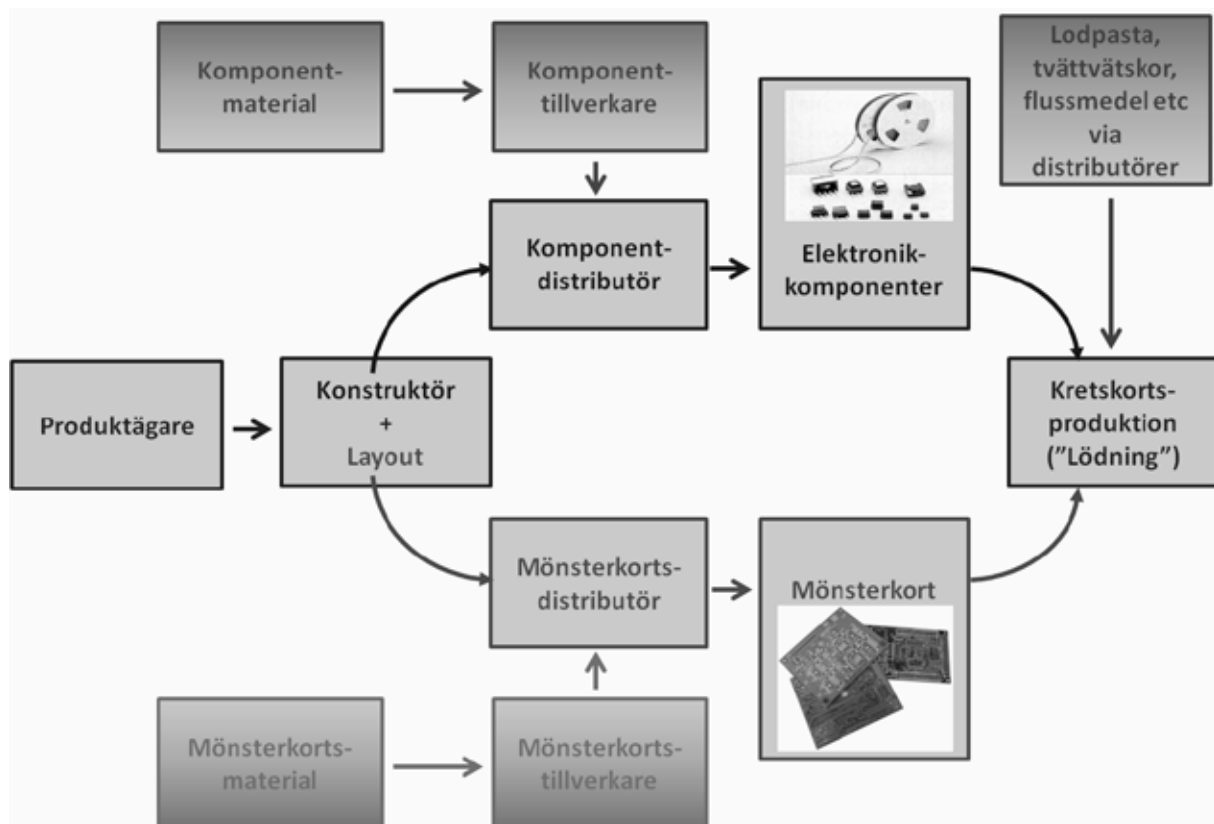 Komponent-
material
Komponent-
tillverkare
Lodpasta,
tvättvätskor,
flussmedel etc
via
distributörer
Komponent-
distributör
Elektronik-
komponenter
Produktägare
Konstruktör
+
Layout
Kretskorts-
produktion
(”Lödning”)
Mönsterkorts-
distributör
Mönsterkort
Mönsterkorts-
material
Mönsterkorts-
tillverkare